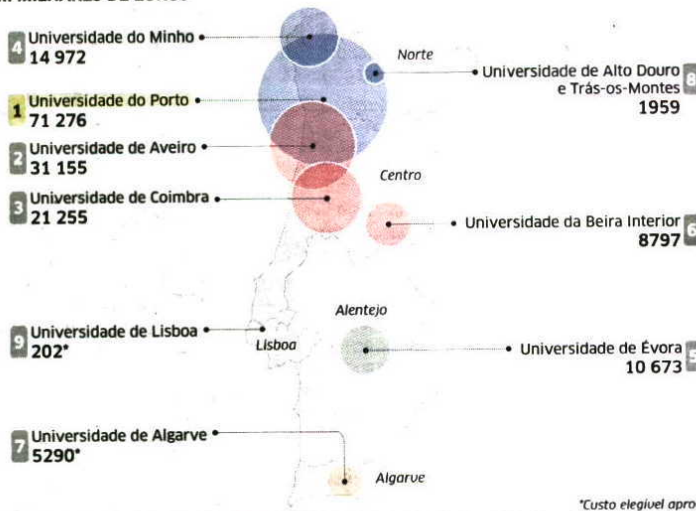 4 Universidade do Minho
14 972
Norte
Universidade de Alto Douro 8
e Trás-os-Montes
1959
1 Universidade do Porto
71 276
2 Universidade de Aveiro
31 155
Centro
3 Universidade de Coimbra
21 255
Universidade da Beira Interior 6
8797
Alentejo
9 Universidade de Lisboa
202*
Lisboa
Universidade de Évora 5
10 673
7 Universidade de Algarve
5290*
Algarve
*Custo elegível apro